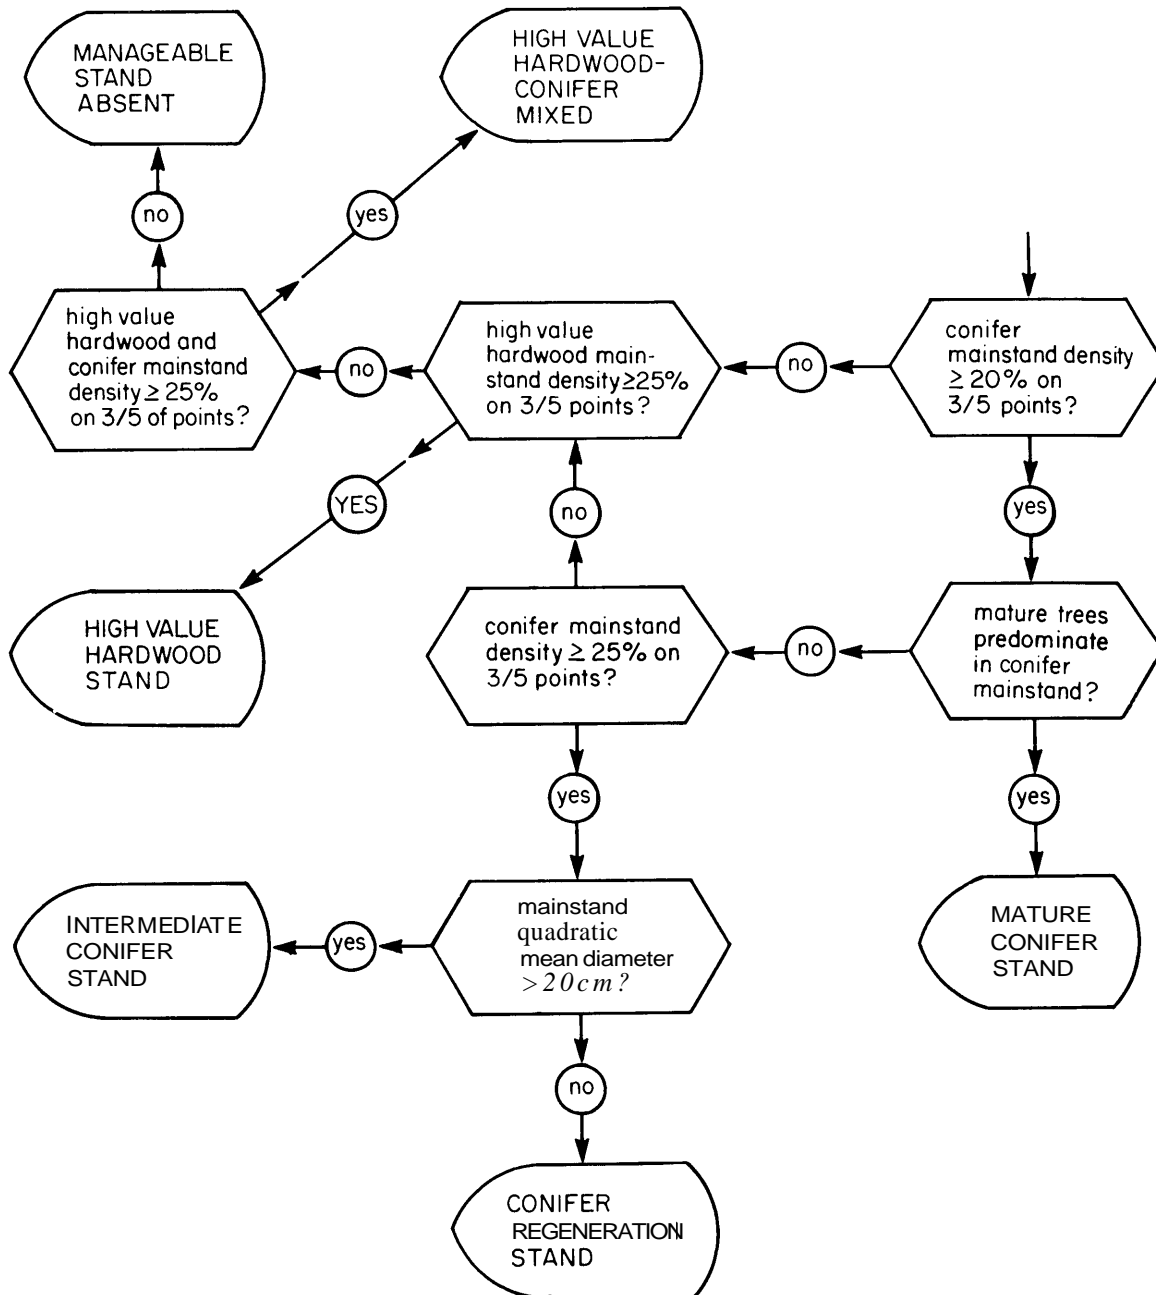 MANAGEABLE
STAND
ABSENT
HIGH VALUE
HARDWOOD-
CONIFER
MIXED
no
yes
high value
hardwood and
conifer mainstand
density ≥ 25%
on 3/5 of points?
no
high value
hardwood main-
stand density ≥25%
on 3/5 points?
no
conifer
mainstand density
≥ 20% on
3/5 points?
YES
no
yes
HIGH VALUE
HARDWOOD
STAND
conifer mainstand
density ≥ 25% on
3/5 points?
no
mature trees
predominate
in conifer
mainstand?
yes
yes
INTERMEDIATE
CONIFER
STAND
yes
mainstand
quadratic
mean diameter
>20cm?
MATURE
CONIFER
STAND
no
CONIFER
REGENERATION
STAND